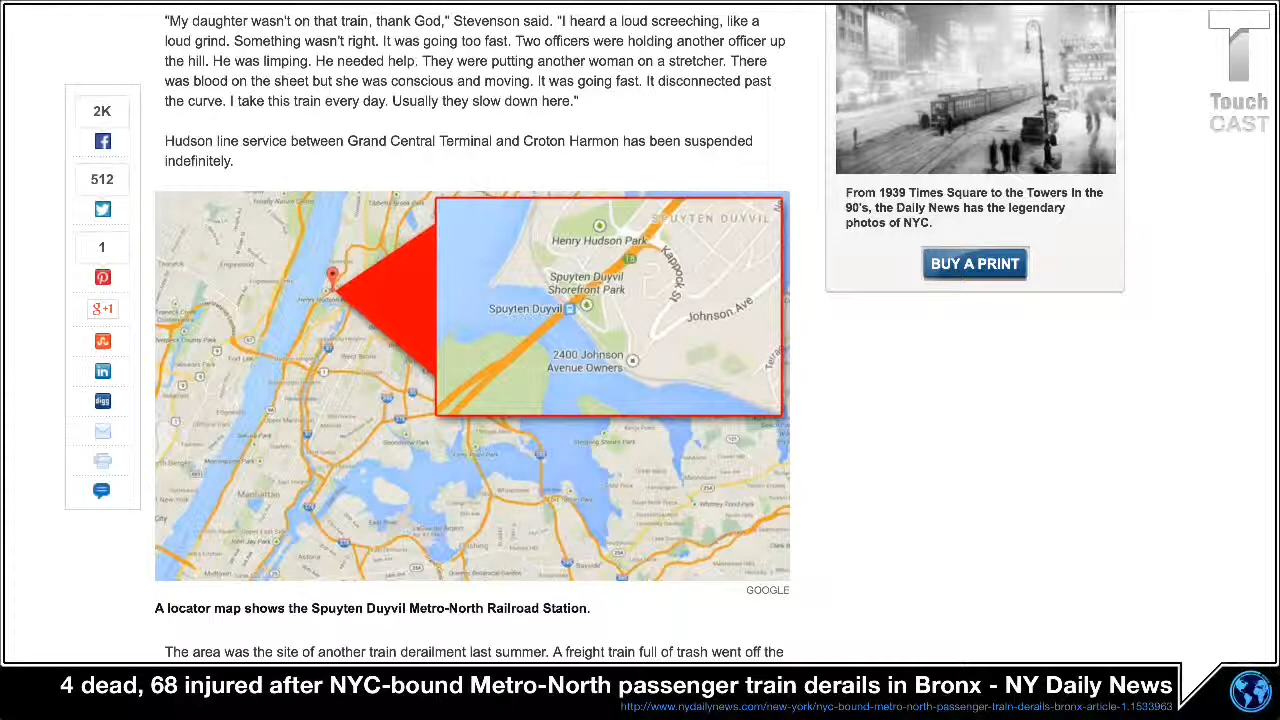 "My daughter wasn't on that train, thank God," Stevenson said. "I heard a loud screeching, like a
loud grind. Something wasn't right. It was going too fast. Two officers were holding another officer up
the hill. He was limping. He needed help. They were putting another woman on a stretcher. There
was blood on the sheet but she was conscious and moving. It was going fast. It disconnected past
the curve. I take this train every day. Usually they slow down here."
Hudson line service between Grand Central Terminal and Croton Harmon has been suspended
indefinitely.
2K
512
1
g+1
in
digg
SPUYTEN DUYVIL
Henry Hudson Park
Kappock St
Spuyten Duyvil
Shorefront Park
Spuyten Duyvil
Johnson Ave
2400 Johnson
Avenue Owners
Manhattan
Astoria
Flushing
Bayside
GOOGLE
A locator map shows the Spuyten Duyvil Metro-North Railroad Station.
The area was the site of another train derailment last summer. A freight train full of trash went off the
From 1939 Times Square to the Towers in the
90's, the Daily News has the legendary
photos of NYC.
BUY A PRINT
Touch
CAST
4 dead, 68 injured after NYC-bound Metro-North passenger train derails in Bronx - NY Daily News
http://www.nydailynews.com/new-york/nyc-bound-metro-north-passenger-train-derails-bronx-article-1.1533963